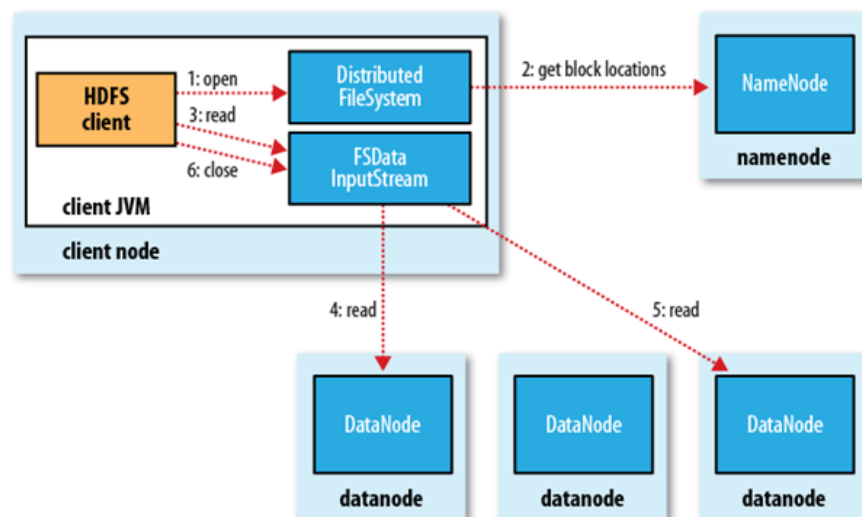 1: open
Distributed
FileSystem
2: get block locations
NameNode
HDFS
client
3: read
6: close
FSData
InputStream
namenode
client JVM
client node
4: read
5: read
DataNode
DataNode
DataNode
datanode
datanode
datanode